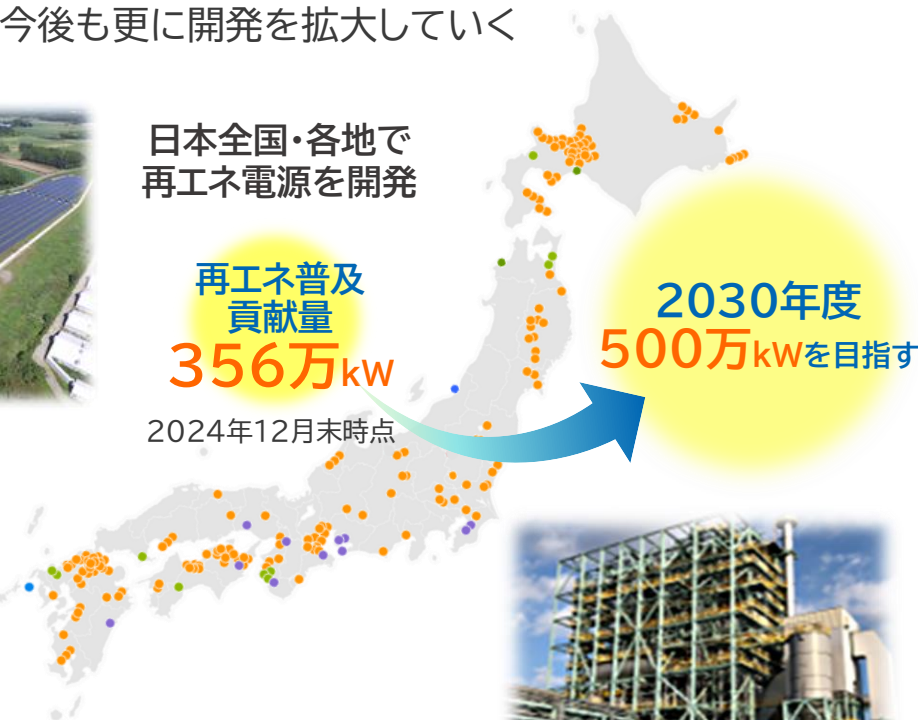 今後も更に開発を拡大していく
日本全国・各地で
再エネ電源を開発
再エネ普及
貢献量
356万kW
2024年12月末時点
2030年度
500万kWを目指す